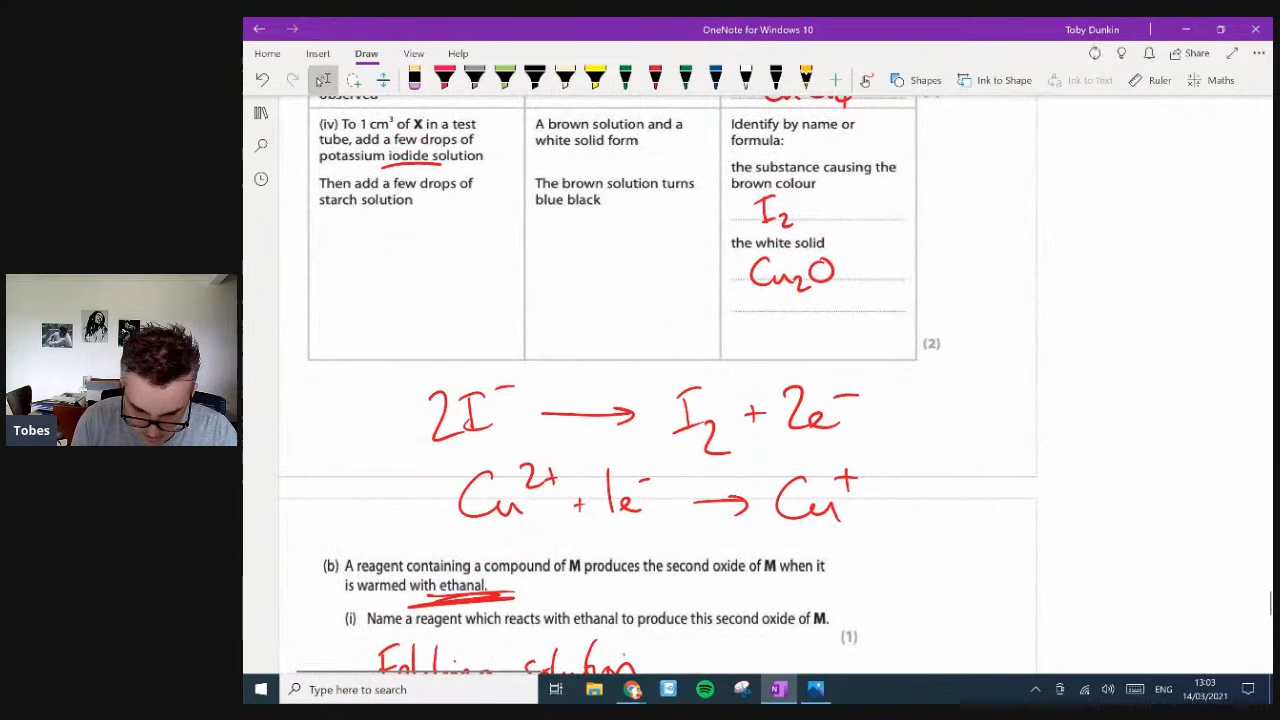 OneNote for Windows 10
Toby Dunkin
Home
Insert
Draw
View
Help
Share
Shapes
Ink to Shape
Ink to Text
Ruler
Maths
observed
(iv) To 1 cm³ of X in a test
tube, add a few drops of
potassium iodide solution
Then add a few drops of
starch solution
A brown solution and a
white solid form
The brown solution turns
blue black
Identify by name or
formula:
the substance causing the
brown colour
I₂
the white solid
Cu₂O
(2)
2I⁻ → I₂ + 2e⁻
Cu²⁺ + 1e⁻ → Cu⁺
(b) A reagent containing a compound of M produces the second oxide of M when it
is warmed with ethanal.
(i) Name a reagent which reacts with ethanal to produce this second oxide of M.
(1)
solution
Tobes
Type here to search
ENG
13:03
14/03/2021